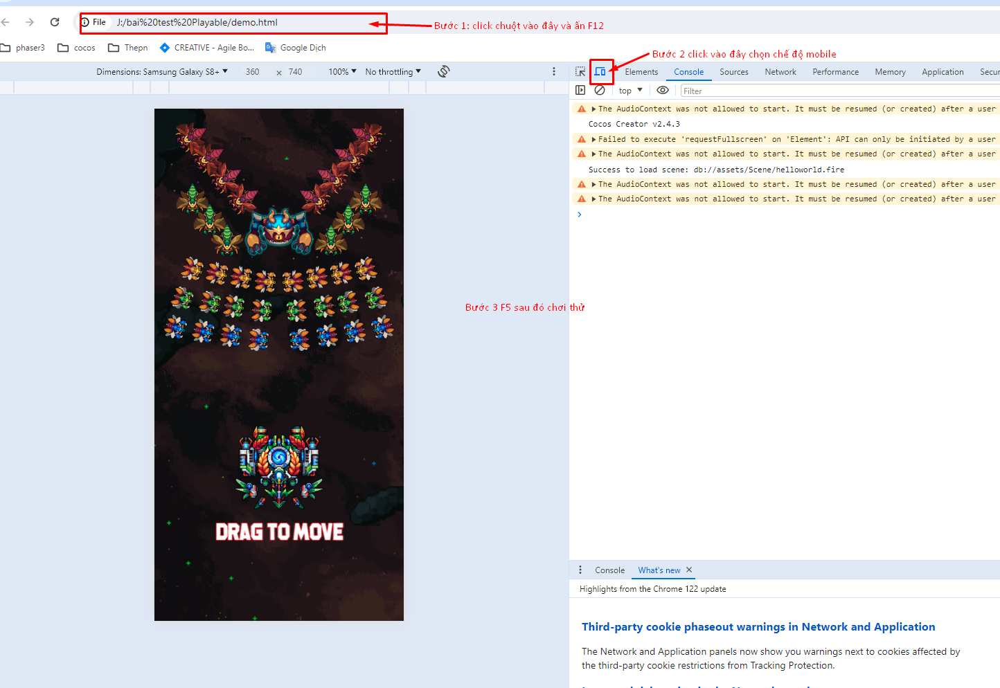 File J:/bai%20test%20Playable/demo.html
Bước 1: click chuột vào đây và ấn F12
phaser3 cocos Thepn CREATIVE - Agile Bo... Google Dịch
Bước 2 click vào đây chọn chế độ mobile
Dimensions: Samsung Galaxy S8+ 360 × 740 100% No throttling
Elements Console Sources Network Performance Memory Application Secur
top Filter
The AudioContext was not allowed to start. It must be resumed (or created) after a user
Cocos Creator v2.4.3
Failed to execute 'requestFullscreen' on 'Element': API can only be initiated by a user
The AudioContext was not allowed to start. It must be resumed (or created) after a user
Success to load scene: db://assets/Scene/helloworld.fire
The AudioContext was not allowed to start. It must be resumed (or created) after a user
The AudioContext was not allowed to start. It must be resumed (or created) after a user
Bước 3 F5 sau đó chơi thử
DRAG TO MOVE
Console What's new
Highlights from the Chrome 122 update
Third-party cookie phaseout warnings in Network and Application
The Network and Application panels now show you warnings next to cookies affected by
the third-party cookie restrictions from Tracking Protection.